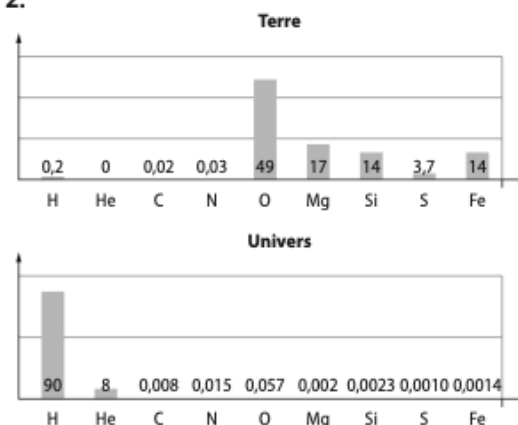 2.
Terre
0,2 0 0,02 0,03 49 17 14 3,7 14
H He C N O Mg Si S Fe
Univers
90 8 0,008 0,015 0,057 0,002 0,0023 0,0010 0,0014
H He C N O Mg Si S Fe